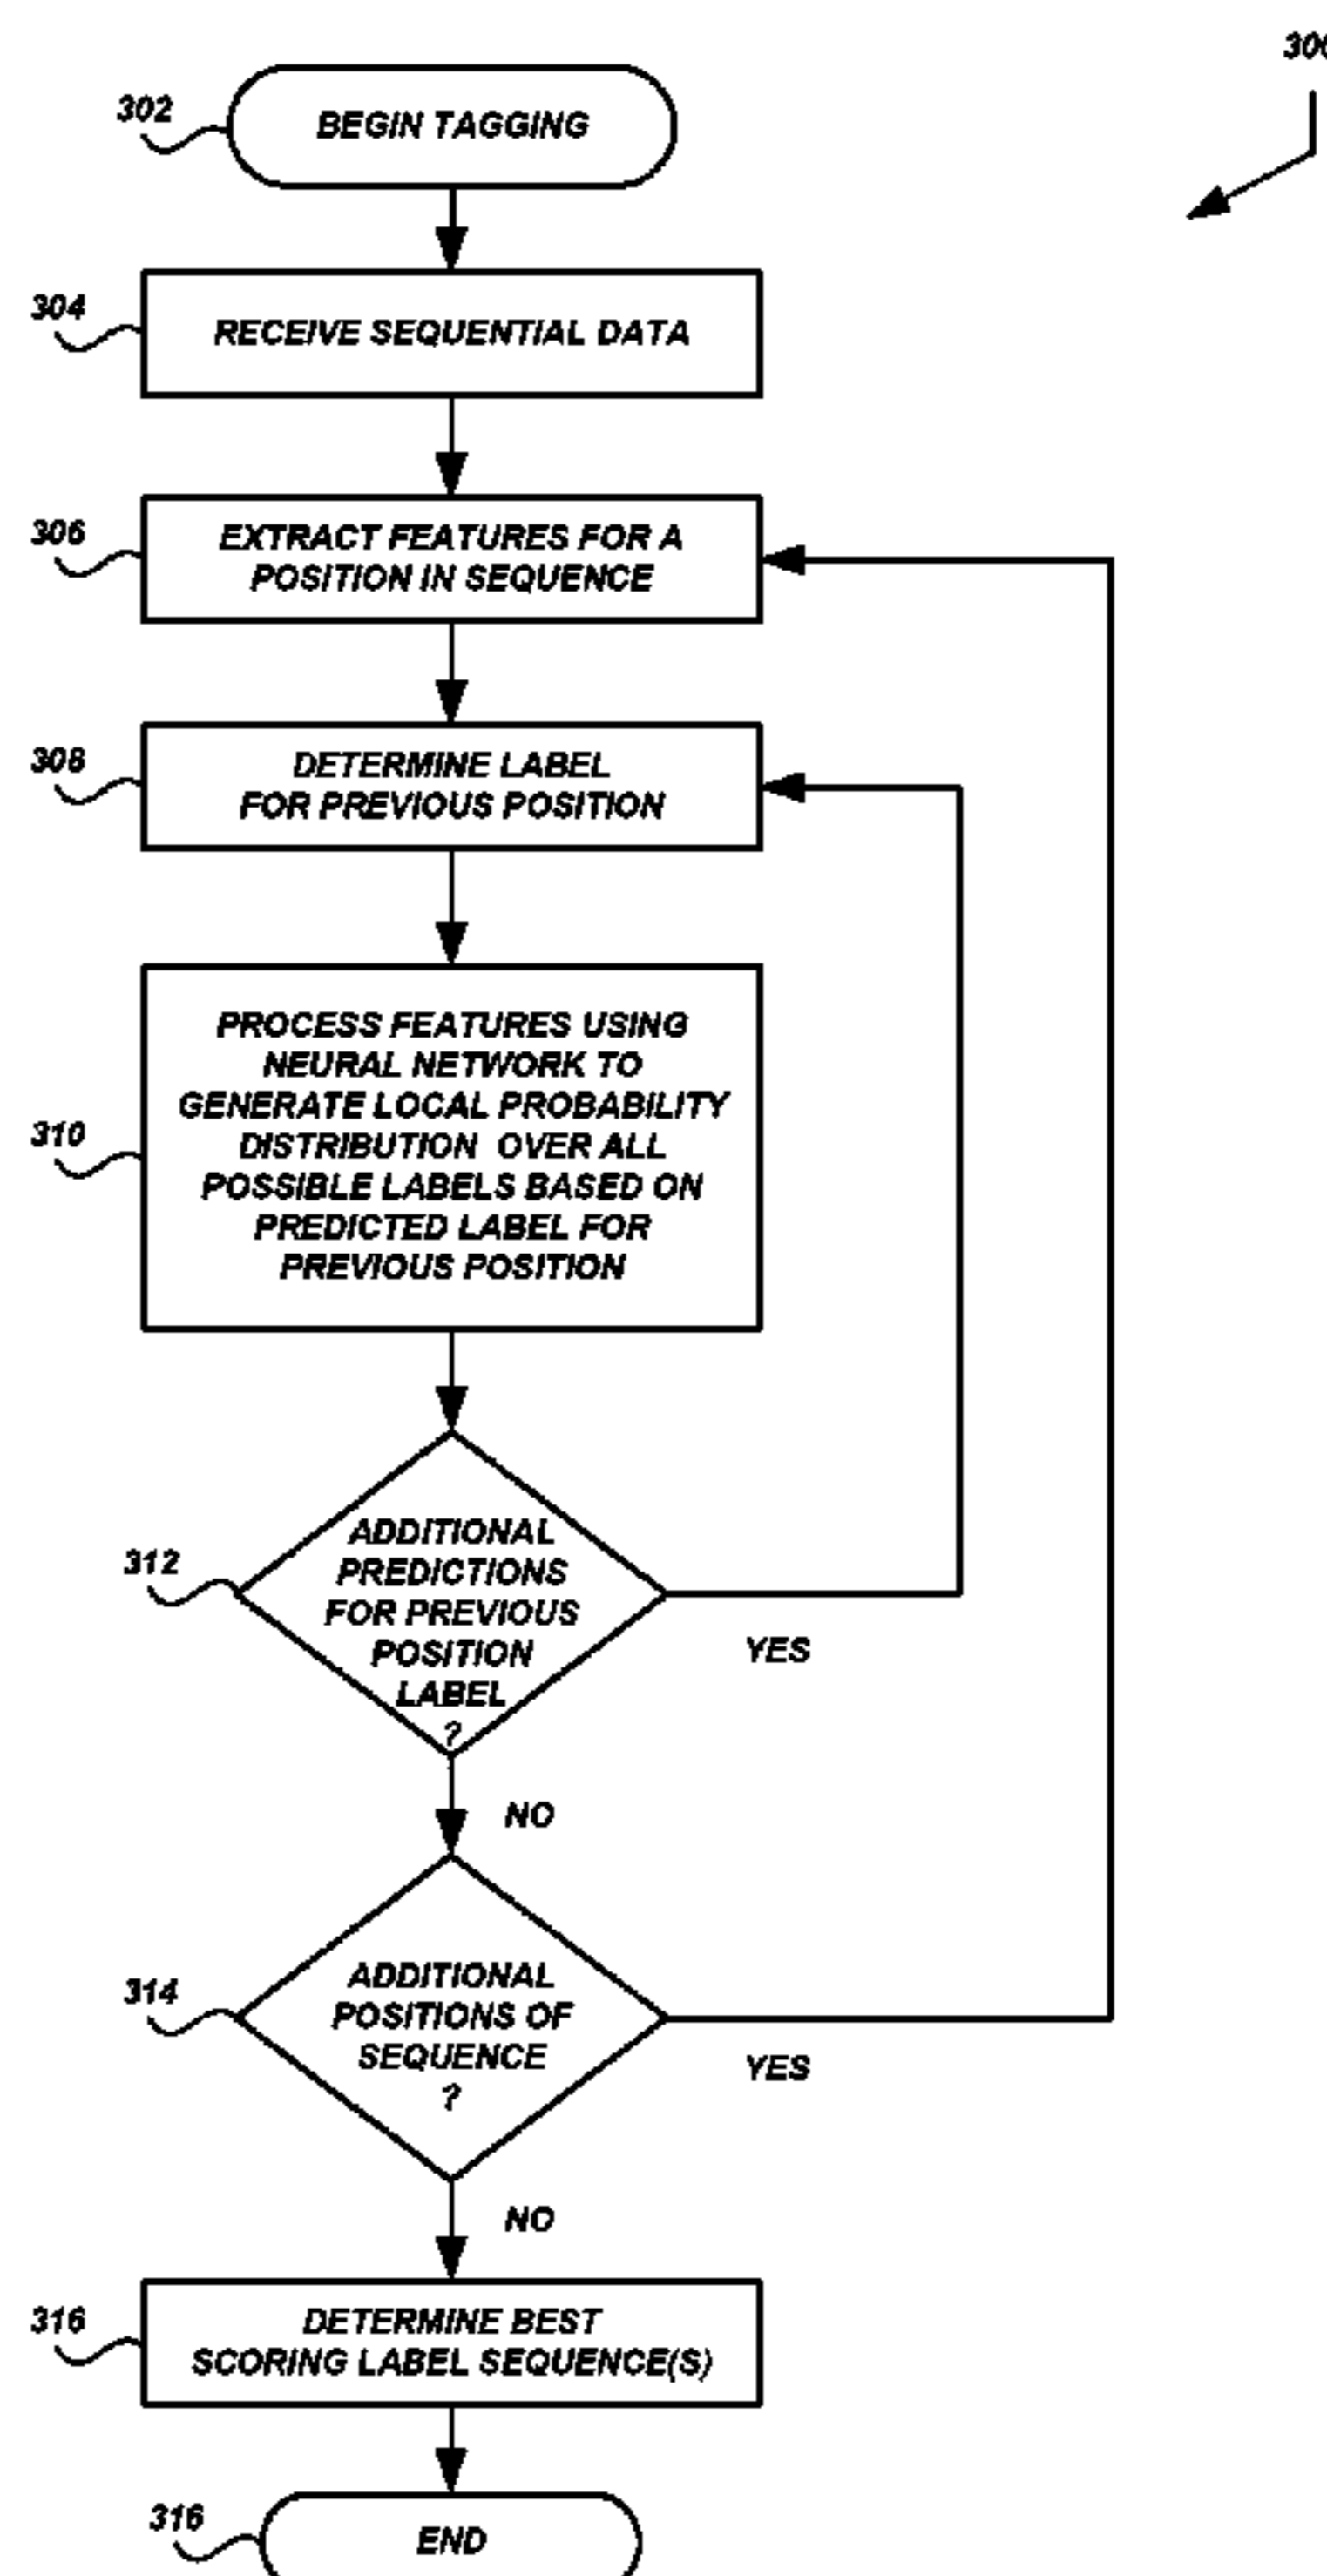 300
302
BEGIN TAGGING
304
RECEIVE SEQUENTIAL DATA
306
EXTRACT FEATURES FOR A
POSITION IN SEQUENCE
308
DETERMINE LABEL
FOR PREVIOUS POSITION
310
PROCESS FEATURES USING
NEURAL NETWORK TO
GENERATE LOCAL PROBABILITY
DISTRIBUTION OVER ALL
POSSIBLE LABELS BASED ON
PREDICTED LABEL FOR
PREVIOUS POSITION
312
ADDITIONAL
PREDICTIONS
FOR PREVIOUS
POSITION
LABEL
?
YES
NO
314
ADDITIONAL
POSITIONS OF
SEQUENCE
?
YES
NO
316
DETERMINE BEST
SCORING LABEL SEQUENCE(S)
316
END